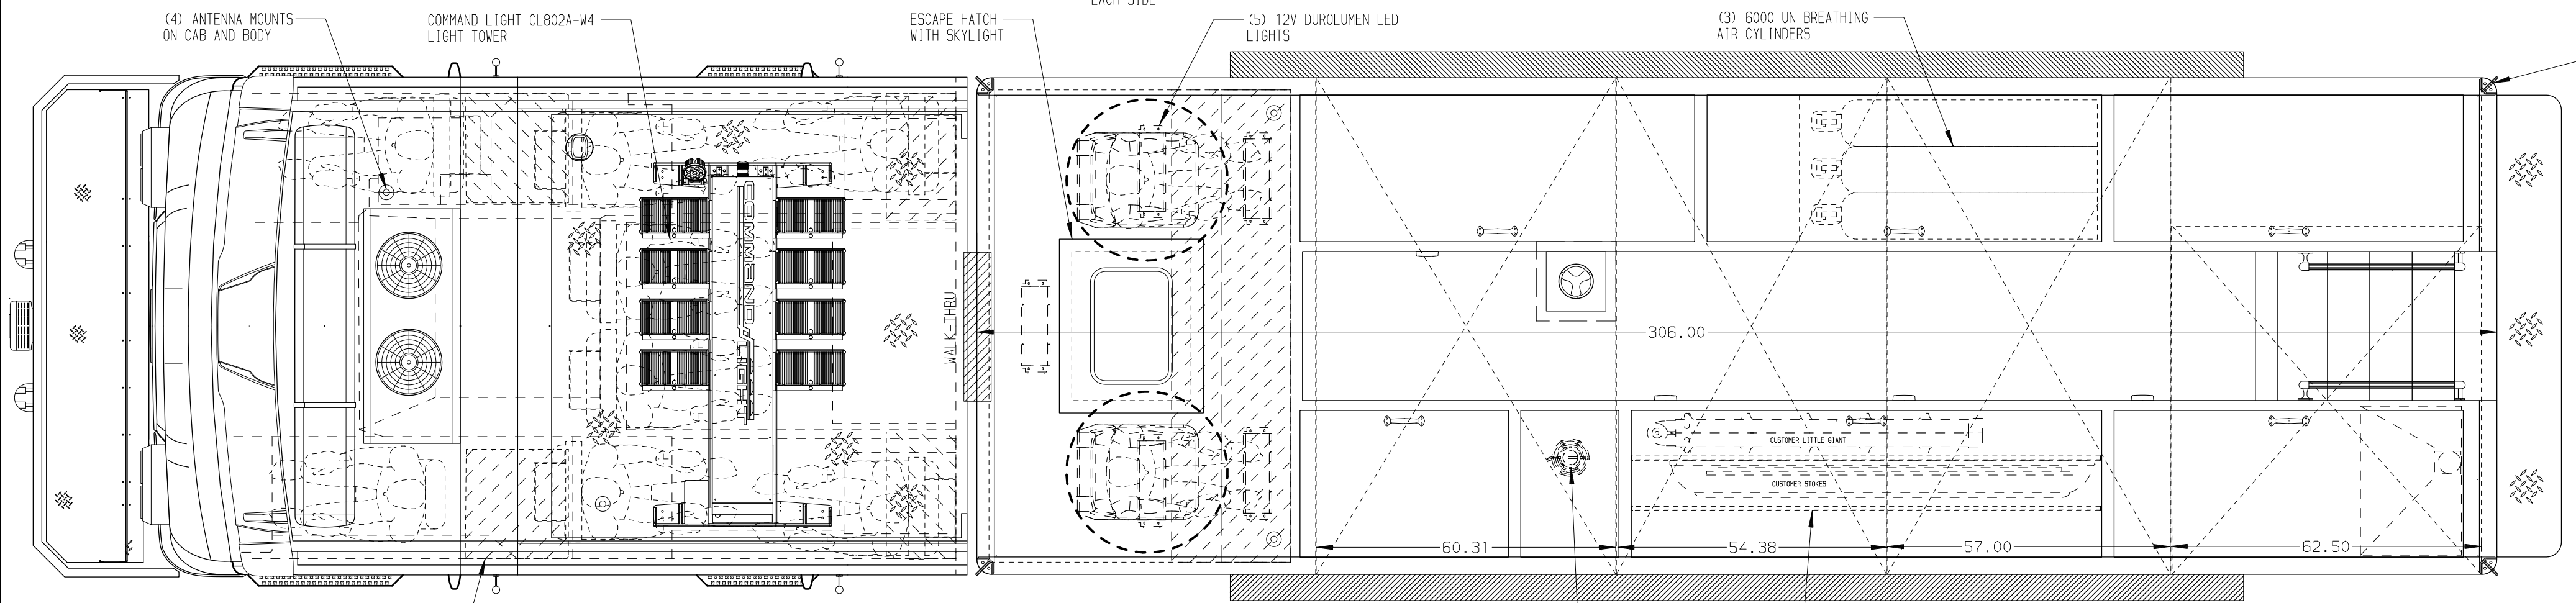 EACH SIDE
(4) ANTENNA MOUNTS
ON CAB AND BODY
COMMAND LIGHT CL802A-W4
LIGHT TOWER
ESCAPE HATCH
WITH SKYLIGHT
(5) 12V DUROLUMEN LED
LIGHTS
(3) 6000 UN BREATHING
AIR CYLINDERS
COMMAND LIGHT
WALK-THRU
306.00
CUSTOMER LITTLE GIANT
CUSTOMER STOKES
60.31
54.38
57.00
62.50